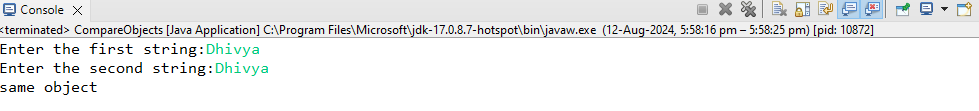 Console
<terminated> CompareObjects [Java Application] C:\Program Files\Microsoft\jdk-17.0.8.7-hotspot\bin\javaw.exe (12-Aug-2024, 5:58:16 pm – 5:58:25 pm) [pid: 10872]
Enter the first string:Dhivya
Enter the second string:Dhivya
same object